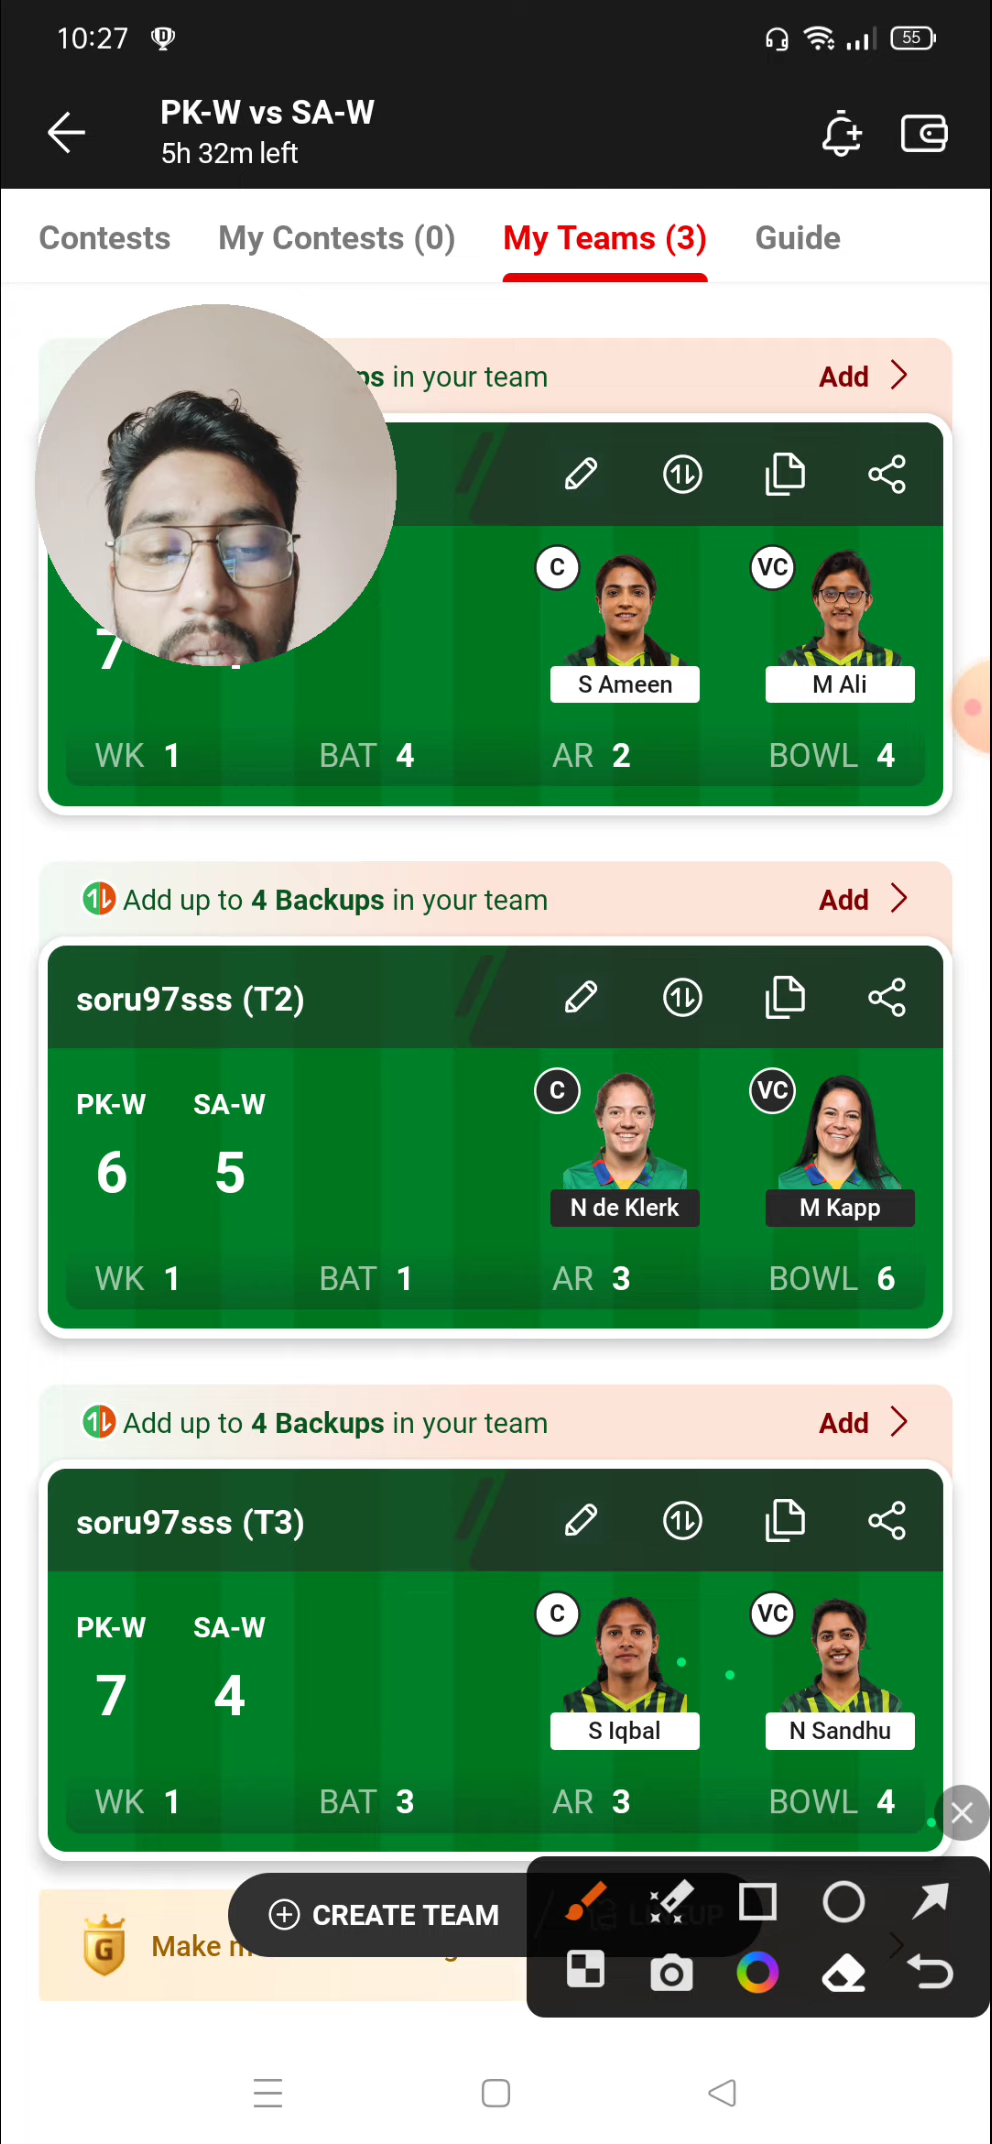 10:27
55
PK-W vs SA-W
5h 32m left
Contests My Contests (0) My Teams (3) Guide
in your team Add
C VC
7
S Ameen M Ali
WK 1 BAT 4 AR 2 BOWL 4
Add up to 4 Backups in your team Add
soru97sss (T2)
C VC
PK-W SA-W
6 5
N de Klerk M Kapp
WK 1 BAT 1 AR 3 BOWL 6
Add up to 4 Backups in your team Add
soru97sss (T3)
C VC
PK-W SA-W
7 4
S Iqbal N Sandhu
WK 1 BAT 3 AR 3 BOWL 4
CREATE TEAM LINEUP
G Make